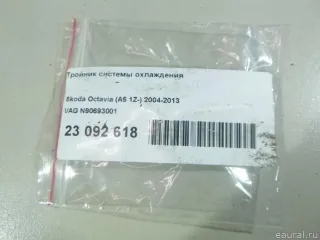 Тройник системы охлаждения
Skoda Octavia (A5 1Z-) 2004-2013
VAG N90693001
23 092 618
eaural.ru